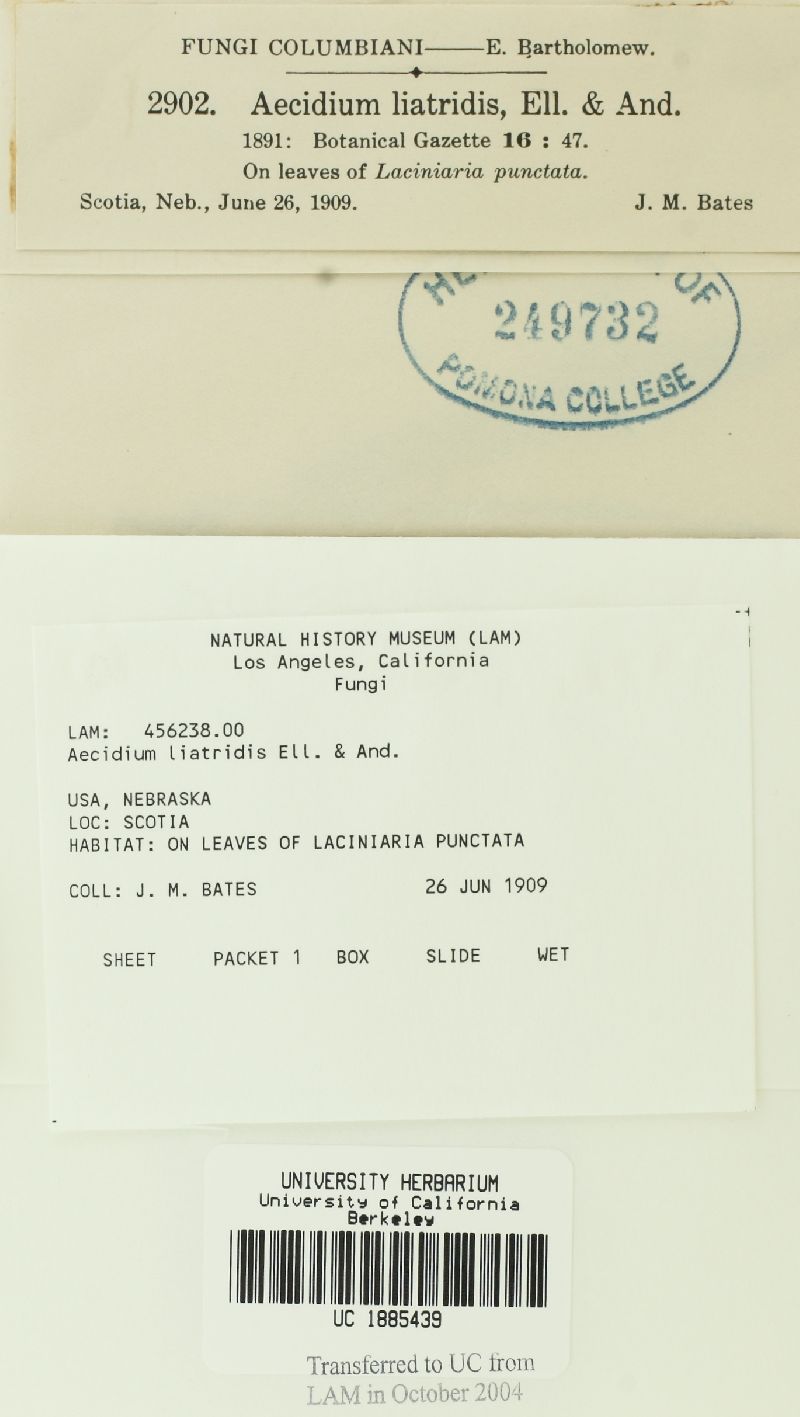 FUNGI COLUMBIANI——E. Bartholomew.
2902. Aecidium liatridis, Ell. & And.
1891: Botanical Gazette 16 : 47.
On leaves of Laciniaria punctata.
Scotia, Neb., June 26, 1909. J. M. Bates
OF
249732
POMONA COLLEGE
NATURAL HISTORY MUSEUM (LAM)
Los Angeles, California
Fungi
LAM: 456238.00
Aecidium liatridis Ell. & And.
USA, NEBRASKA
LOC: SCOTIA
HABITAT: ON LEAVES OF LACINIARIA PUNCTATA
COLL: J. M. BATES 26 JUN 1909
SHEET PACKET 1 BOX SLIDE WET
UNIVERSITY HERBARIUM
University of California
Berkeley
UC 1885439
Transferred to UC from
LAM in October 2004